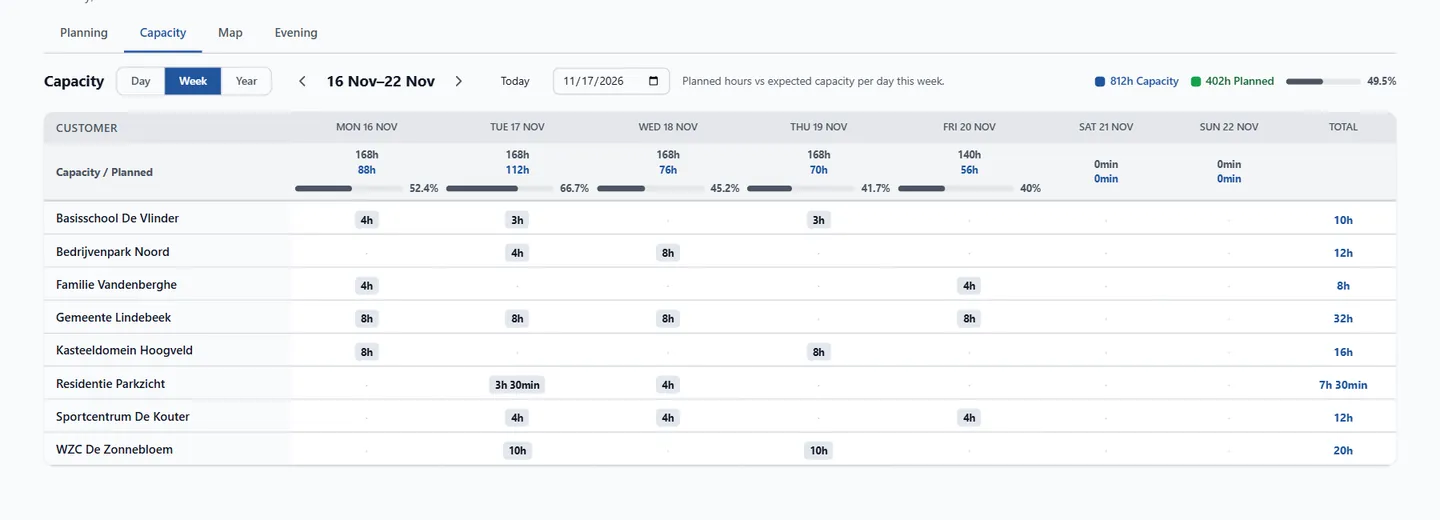 Planning Capacity Map Evening
Capacity Day Week Year 16 Nov–22 Nov Today 11/17/2026 Planned hours vs expected capacity per day this week. 812h Capacity 402h Planned 49.5%
CUSTOMER MON 16 NOV TUE 17 NOV WED 18 NOV THU 19 NOV FRI 20 NOV SAT 21 NOV SUN 22 NOV TOTAL
Capacity / Planned
168h 168h 168h 168h 140h 0min 0min
88h 112h 76h 70h 56h 0min 0min
52.4% 66.7% 45.2% 41.7% 40%
Basisschool De Vlinder 4h 3h · 3h · · · 10h
Bedrijvenpark Noord · 4h 8h · · · · 12h
Familie Vandenberghe 4h · · · 4h · · 8h
Gemeente Lindebeek 8h 8h 8h · 8h · · 32h
Kasteeldomein Hoogveld 8h · · 8h · · · 16h
Residentie Parkzicht · 3h 30min 4h · · · · 7h 30min
Sportcentrum De Kouter · 4h 4h · 4h · · 12h
WZC De Zonnebloem · 10h · 10h · · · 20h